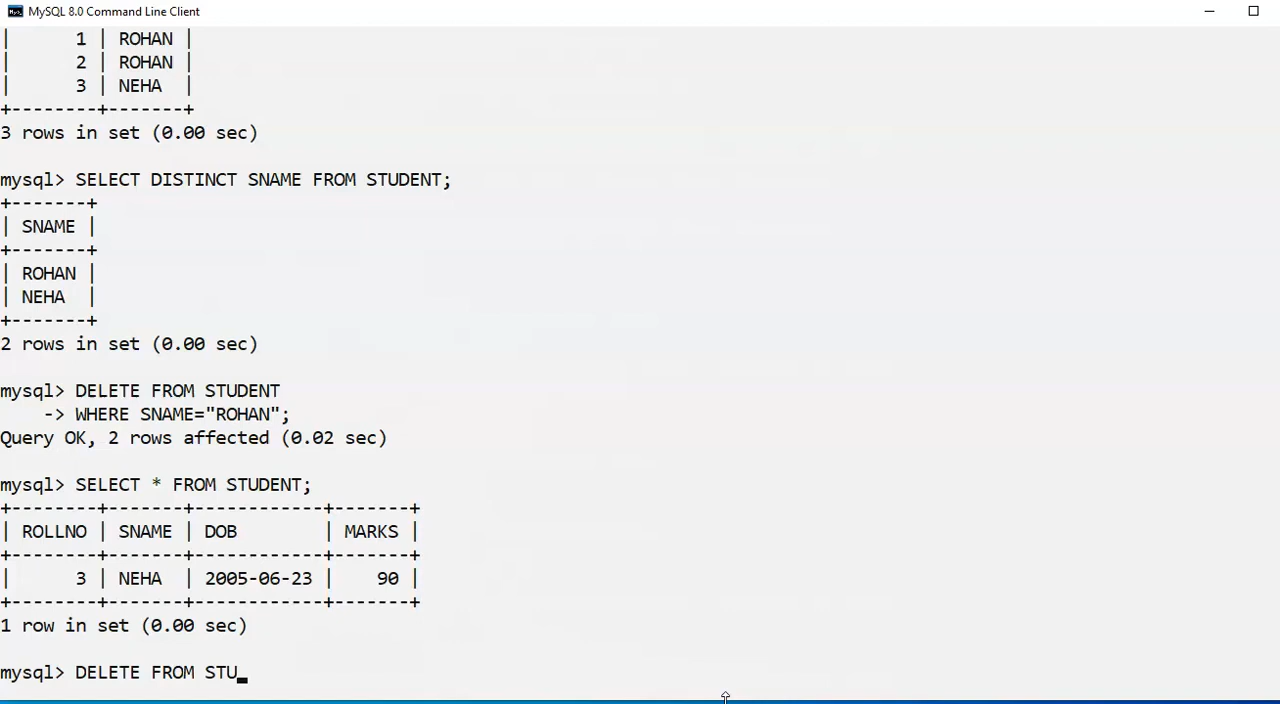 MySQL 8.0 Command Line Client
|      1 | ROHAN |
|      2 | ROHAN |
|      3 | NEHA  |
+--------+-------+
3 rows in set (0.00 sec)
mysql> SELECT DISTINCT SNAME FROM STUDENT;
+-------+
| SNAME |
+-------+
| ROHAN |
| NEHA  |
+-------+
2 rows in set (0.00 sec)
mysql> DELETE FROM STUDENT
    -> WHERE SNAME="ROHAN";
Query OK, 2 rows affected (0.02 sec)
mysql> SELECT * FROM STUDENT;
+--------+-------+------------+-------+
| ROLLNO | SNAME | DOB        | MARKS |
+--------+-------+------------+-------+
|      3 | NEHA  | 2005-06-23 |    90 |
+--------+-------+------------+-------+
1 row in set (0.00 sec)
mysql> DELETE FROM STU